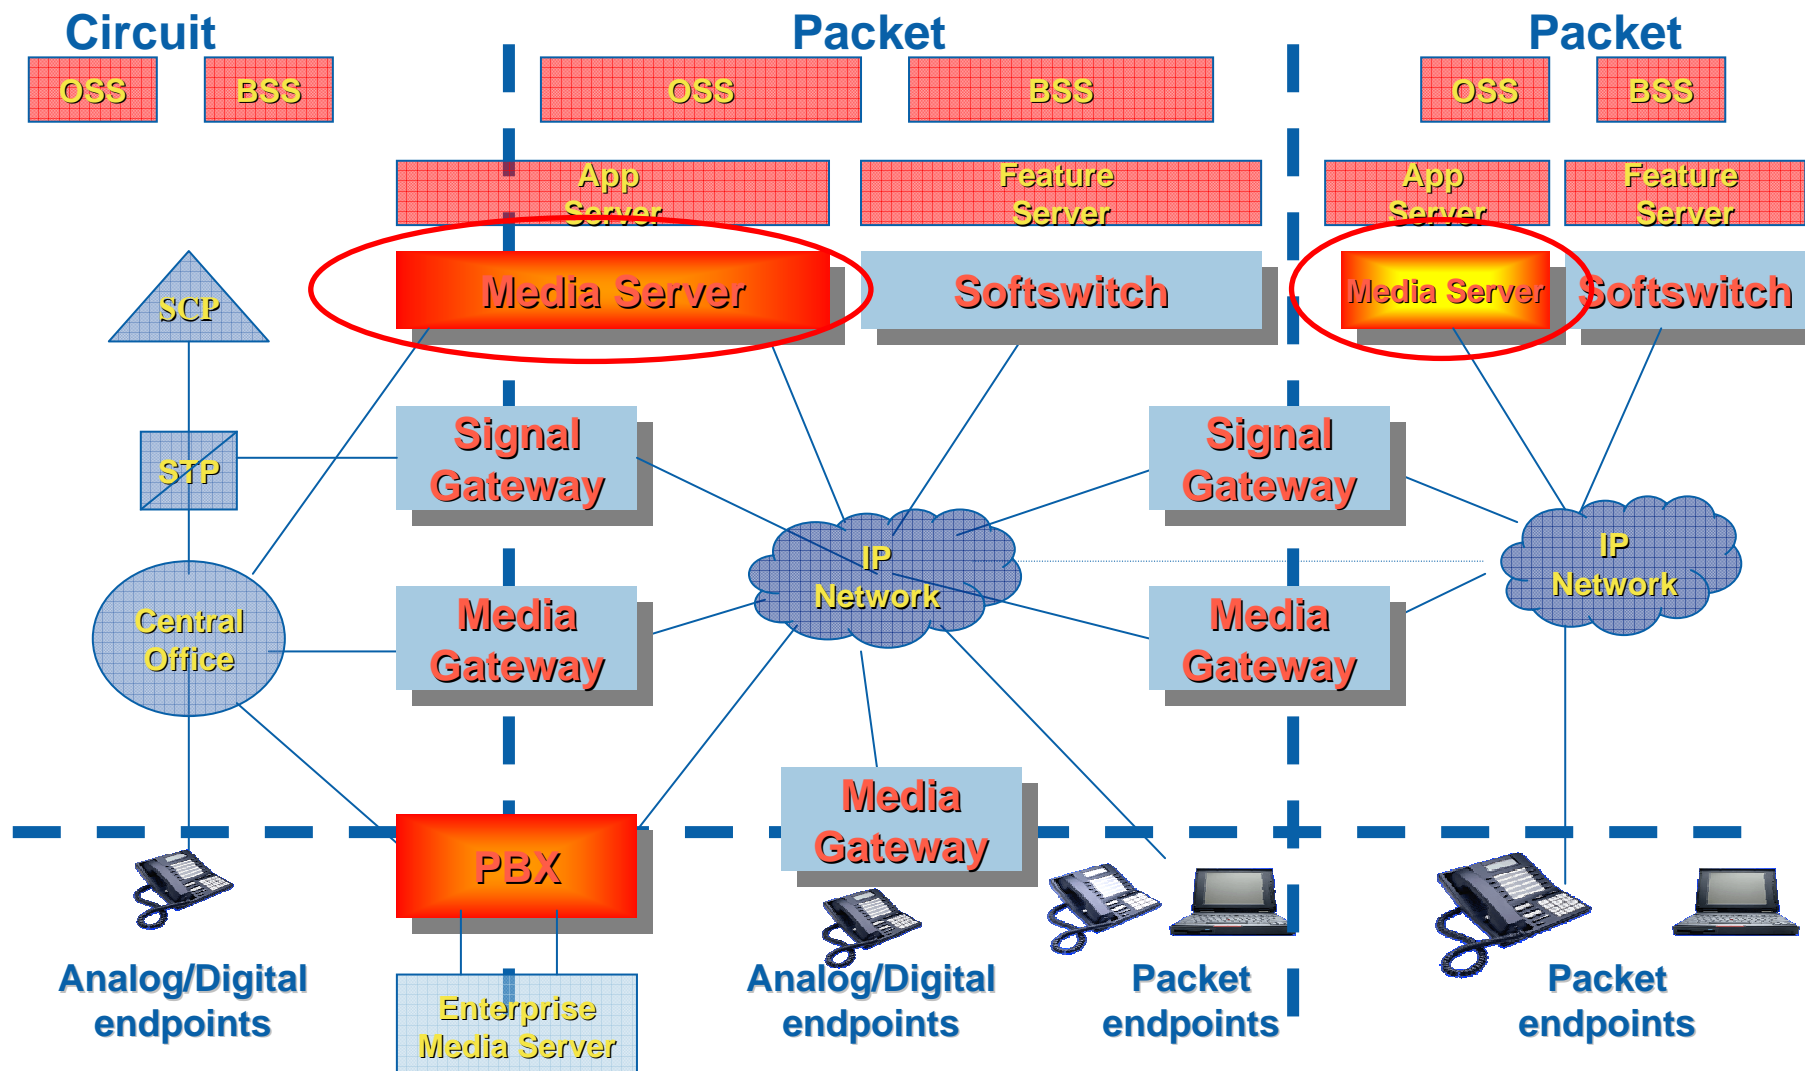 Circuit
Packet
Packet
OSS
BSS
OSS
BSS
OSS
BSS
App
Server
Feature
Server
App
Server
Feature
Server
Media Server
Softswitch
Media Server
Softswitch
SCP
STP
Signal
Gateway
Signal
Gateway
IP
Network
IP
Network
Central
Office
Media
Gateway
Media
Gateway
Media
Gateway
PBX
Analog/Digital
endpoints
Enterprise
Media Server
Analog/Digital
endpoints
Packet
endpoints
Packet
endpoints